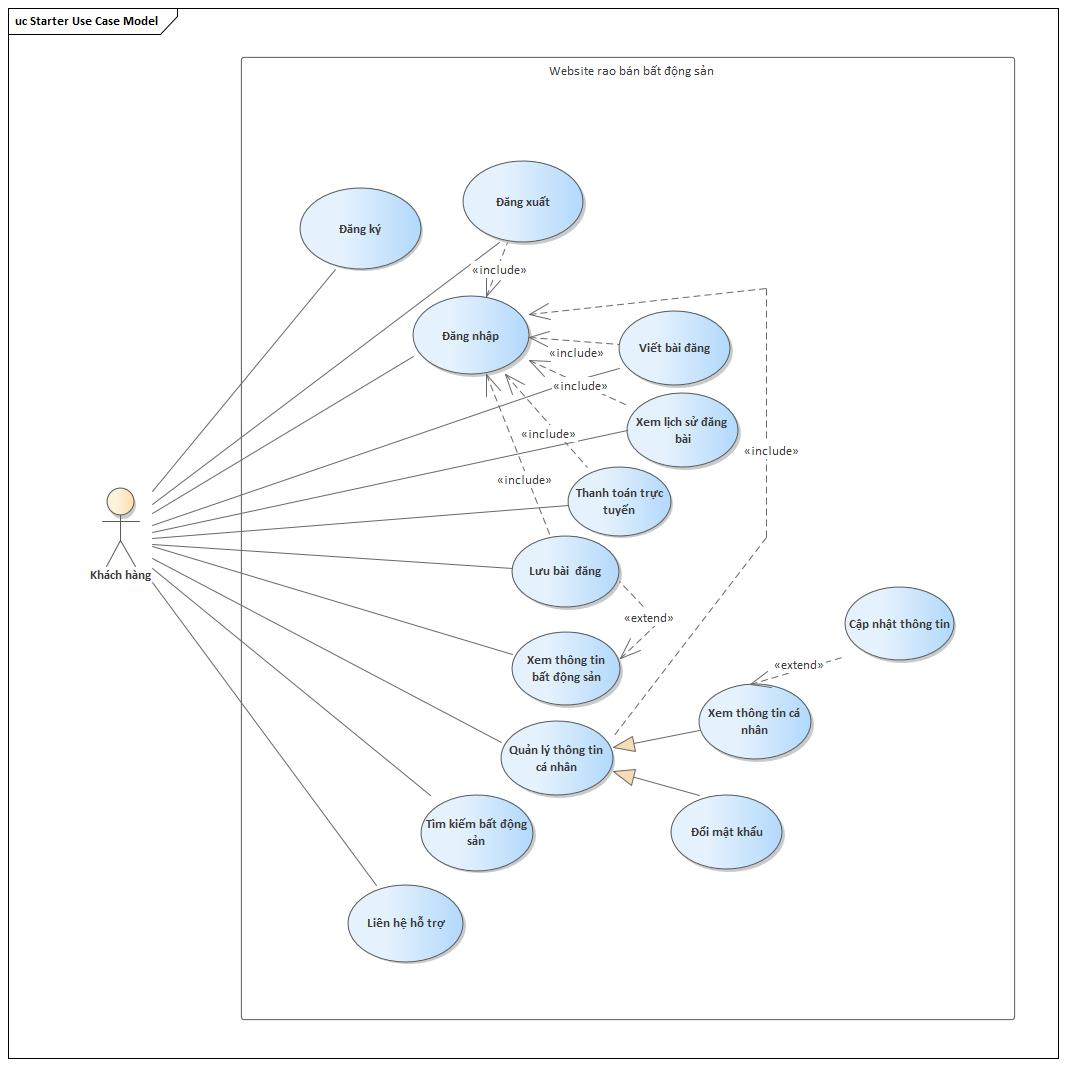 uc Starter Use Case Model
Website rao bán bất động sản
Đăng xuất
Đăng ký
«include»
Đăng nhập
Viết bài đăng
«include»
«include»
Xem lịch sử đăng
bài
«include»
«include»
«include»
Thanh toán trực
tuyến
Khách hàng
Lưu bài  đăng
«extend»
Cập nhật thông tin
Xem thông tin
bất động sản
«extend»
Xem thông tin cá
nhân
Quản lý thông tin
cá nhân
Tìm kiếm bất động
sản
Đổi mật khẩu
Liên hệ hỗ trợ